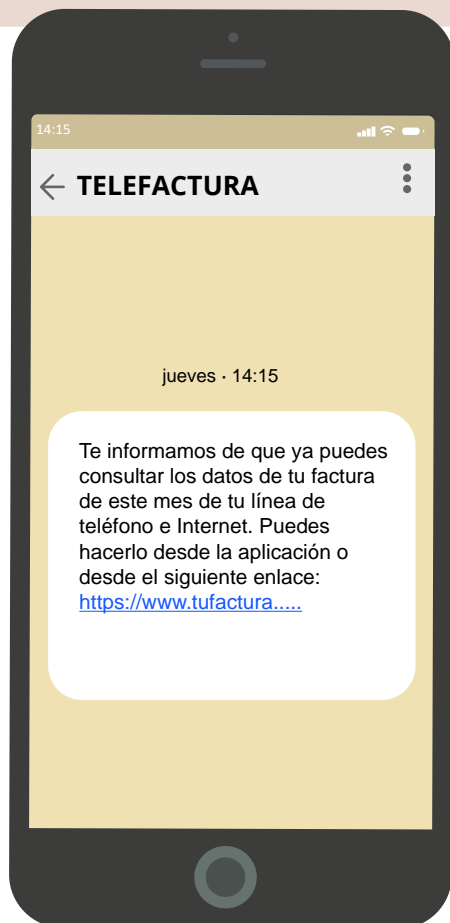 14:15
TELEFACTURA
jueves · 14:15
Te informamos de que ya puedes
consultar los datos de tu factura
de este mes de tu línea de
teléfono e Internet. Puedes
hacerlo desde la aplicación o
desde el siguiente enlace:
https://www.tufactura.....